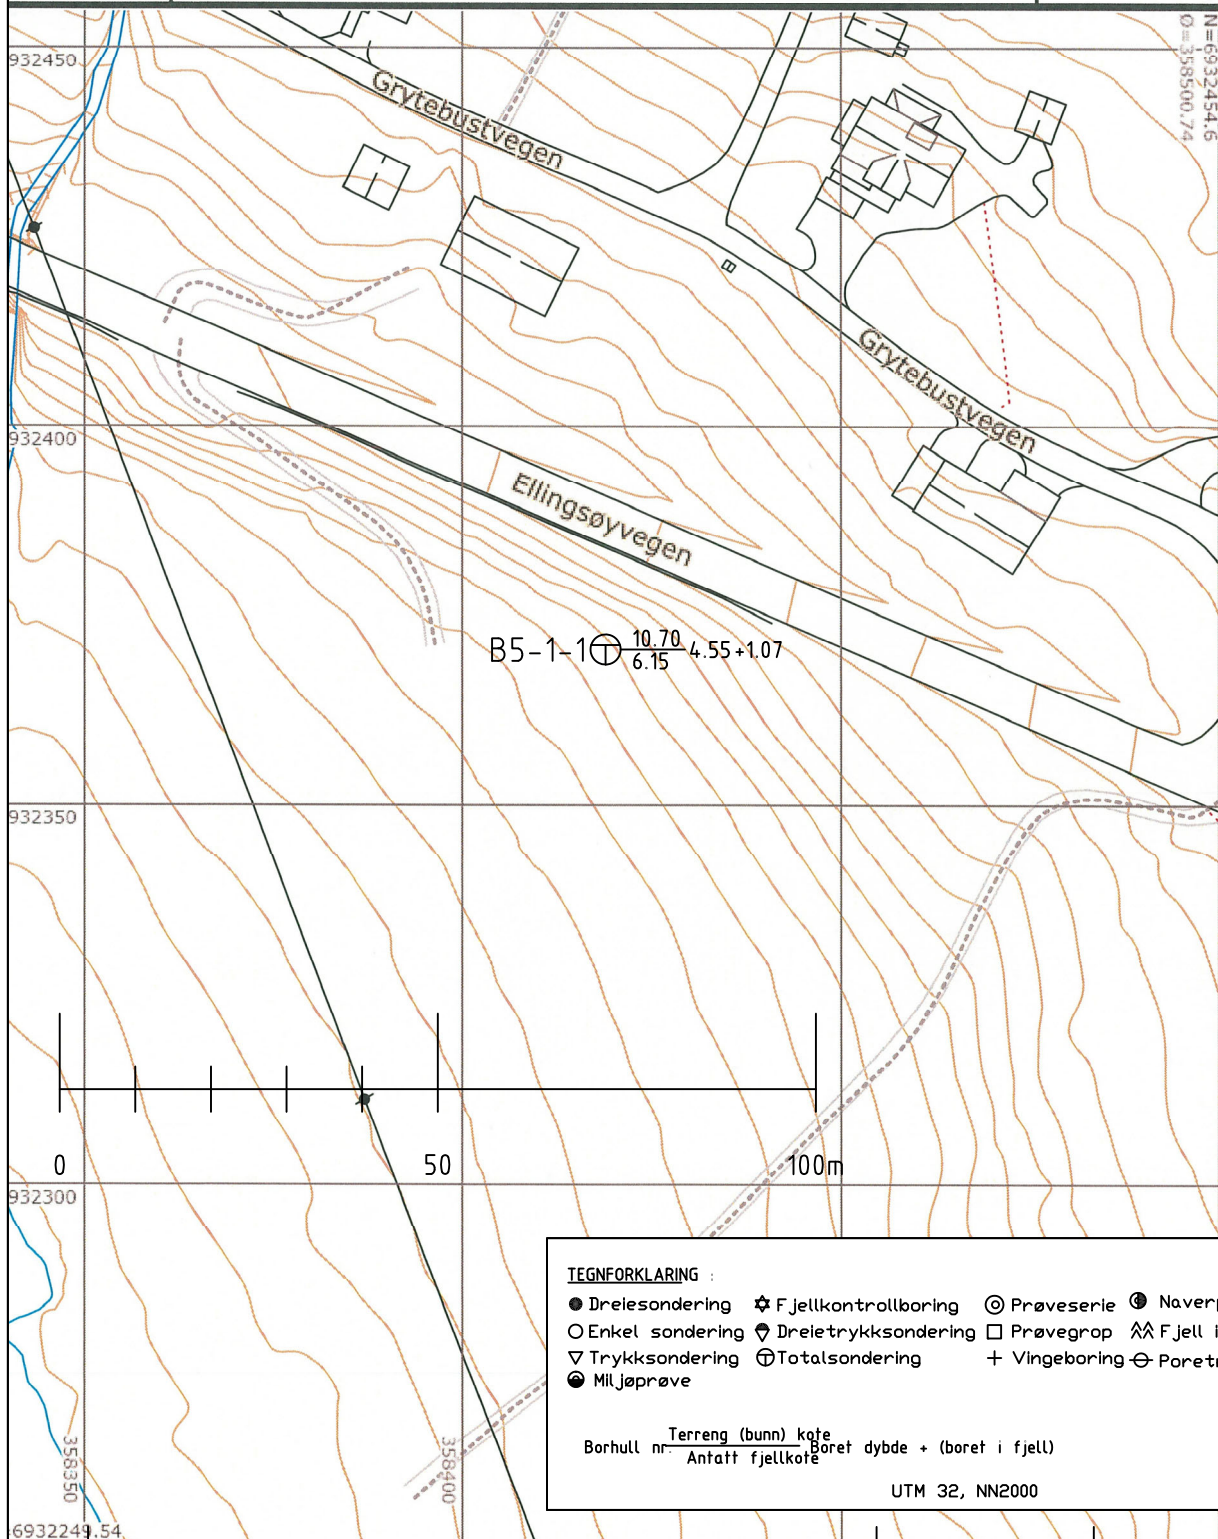 N=6932454.6
Ø=358500.74
932450
Grytebustvegen
Grytebustvegen
932400
Ellingsøyvegen
B5-1-1 10.70 4.55+1.07
6.15
932350
0 50 100m
932300
TEGNFORKLARING :
Dreiesondering Fjellkontrollboring Prøveserie
Enkel sondering Dreietrykksondering Prøvegrop Fjell i
Trykksondering Totalsondering Vingeboring
Miljøprøve
Terreng (bunn) kote
Borhull nr. Boret dybde + (boret i fjell)
Antatt fjellkote
UTM 32, NN2000
358350
358400
6932249.54